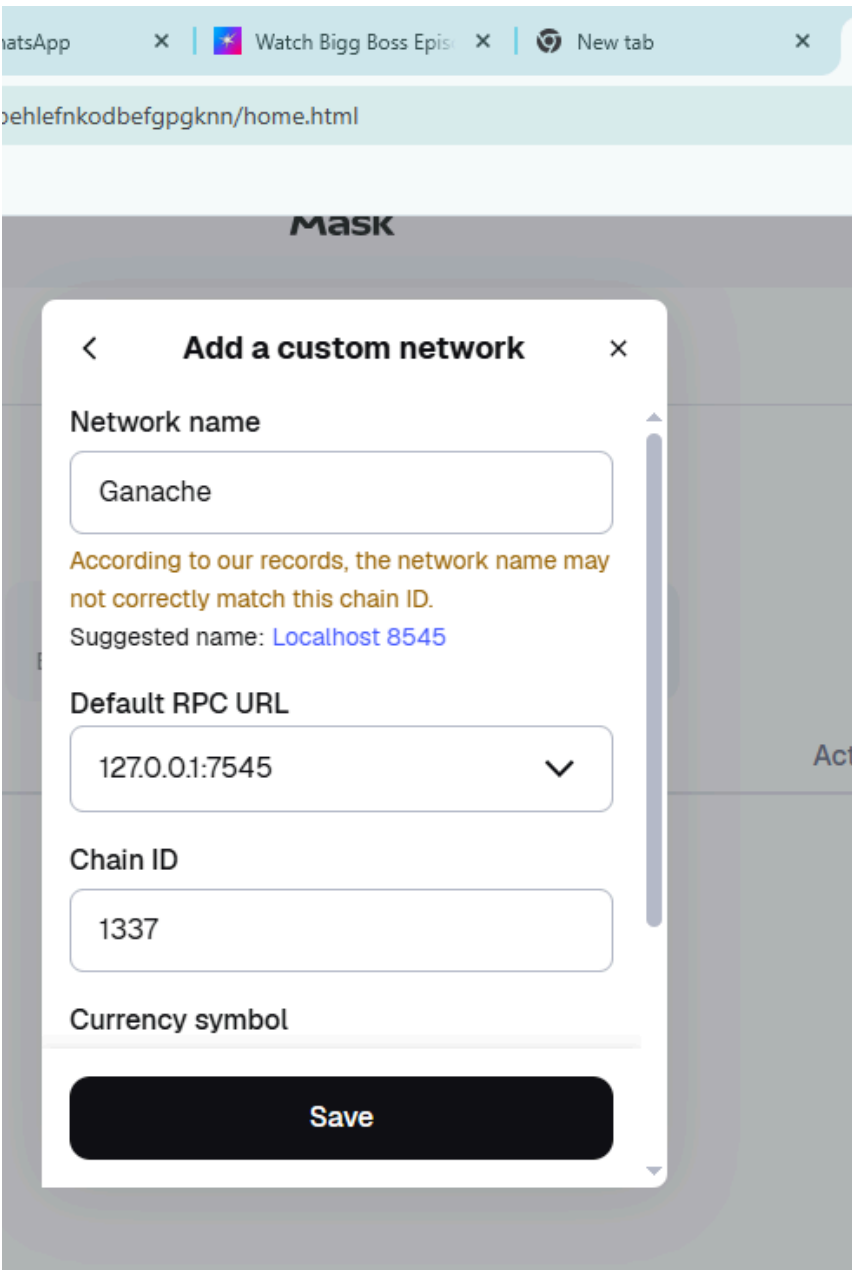 hatsApp
Watch Bigg Boss Epis
New tab
behlefnkodbefgpgknn/home.html
Mask
Add a custom network
Network name
Ganache
According to our records, the network name may
not correctly match this chain ID.
Suggested name: Localhost 8545
Default RPC URL
127.0.0.1:7545
Act
Chain ID
1337
Currency symbol
Save